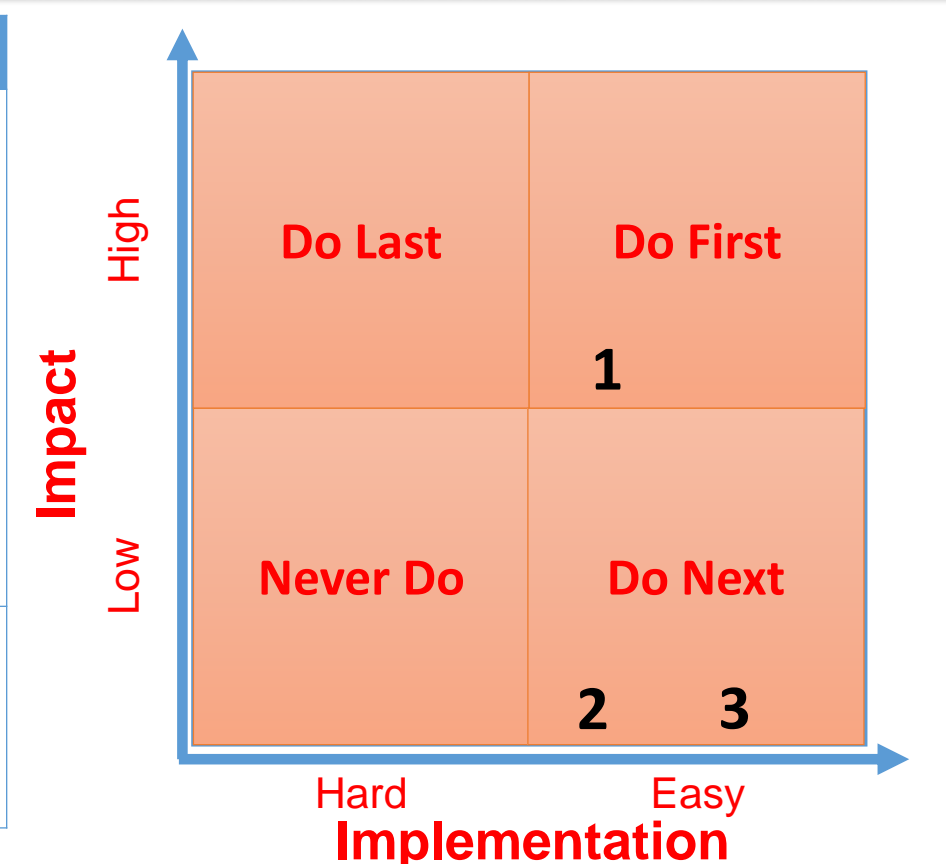 High
Do Last
Do First
1
Impact
Low
Never Do
Do Next
2
3
Hard
Easy
Implementation